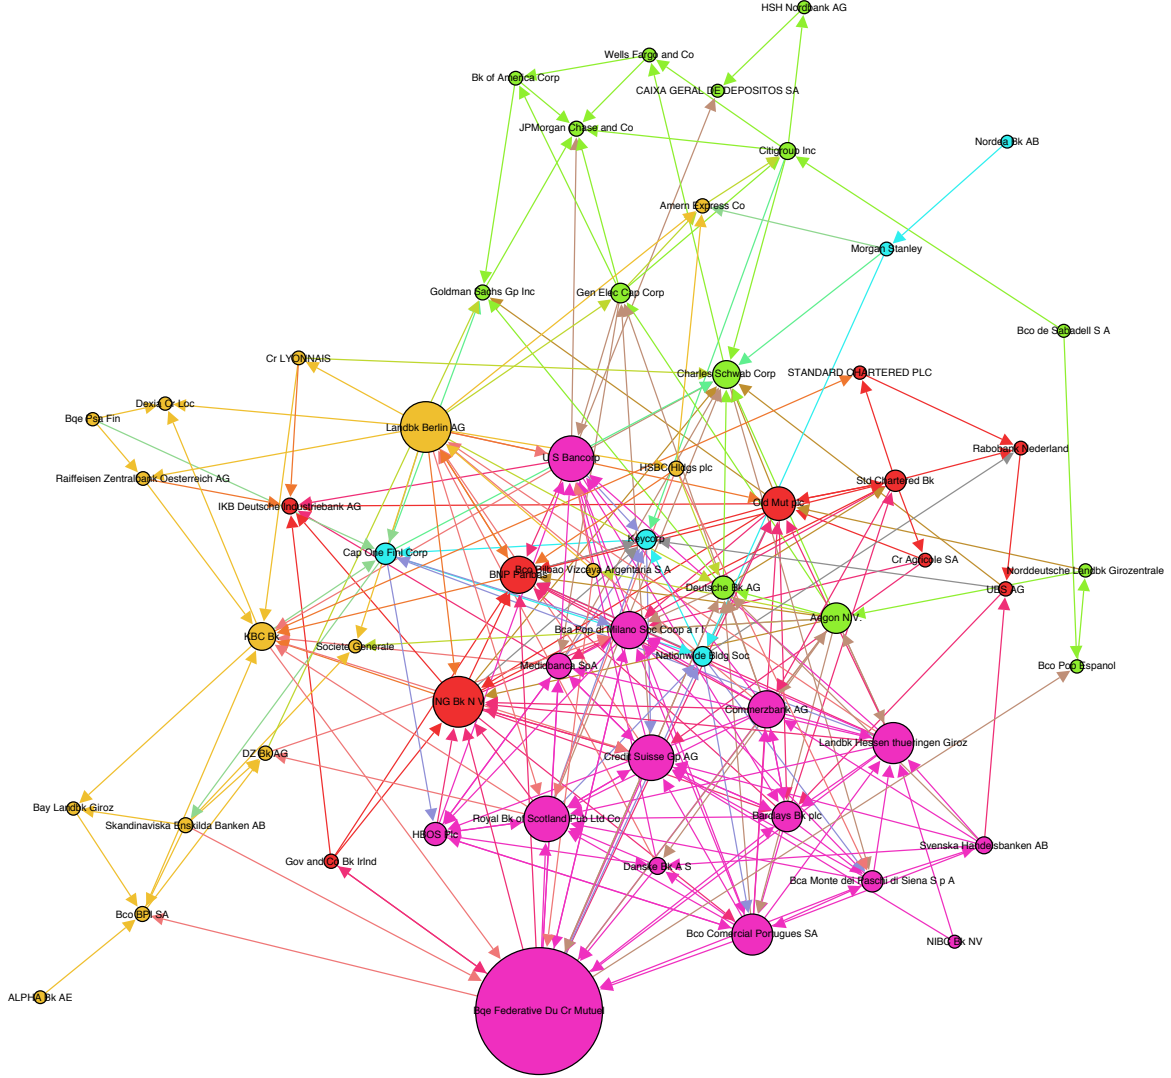 HSH Nordbank AG
Wells Fargo and Co
Bk of America Corp
CAIXA GERAL DE DEPOSITOS SA
JPMorgan Chase and Co
Citigroup Inc
Nordea Bk AB
Amern Express Co
Morgan Stanley
Goldman Sachs Gp Inc
Gen Elec Cap Corp
Bco de Sabadell S A
Cr LYONNAIS
Charles Schwab Corp
STANDARD CHARTERED PLC
Dexia Cr Loc
Bqe Psa Fin
Landbk Berlin AG
Rabobank Nederland
U S Bancorp
HSBC Hldgs plc
Raiffeisen Zentralbank Oesterreich AG
Std Chartered Bk
IKB Deutsche Industriebank AG
Old Mut plc
Keycorp
Cap One Finl Corp
Cr Agricole SA
BNP Paribas
Bco Bilbao Vizcaya Argentaria S A
Norddeutsche Landbk Girozentrale
Deutsche Bk AG
UBS AG
Aegon N.V.
Bca Pop di Milano Soc Coop a r l
KBC Bk
Societe Generale
Nationwide Bldg Soc
Mediobanca SpA
Bco Pop Espanol
ING Bk N V
Commerzbank AG
Landbk Hessen thueringen Giroz
DZ Bk AG
Credit Suisse Gp AG
Bay Landbk Giroz
Skandinaviska Enskilda Banken AB
Royal Bk of Scotland Pub Ltd Co
Barclays Bk plc
HBOS Plc
Svenska Handelsbanken AB
Gov and Co Bk Irlnd
Danske Bk A S
Bca Monte dei Paschi di Siena S p A
Bco BPI SA
Bco Comercial Portugues SA
NIBC Bk NV
ALPHA Bk AE
Bqe Federative Du Cr Mutuel